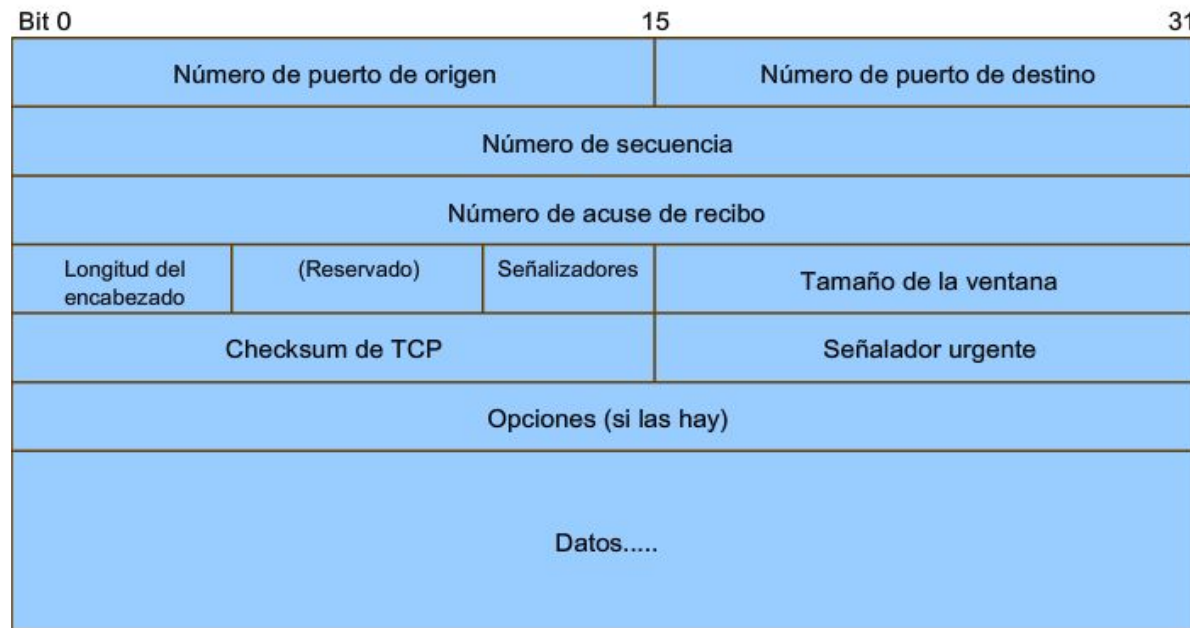 Bit 0 15 31
Número de puerto de origen Número de puerto de destino
Número de secuencia
Número de acuse de recibo
Longitud del encabezado (Reservado) Señalizadores Tamaño de la ventana
Checksum de TCP Señalador urgente
Opciones (si las hay)
Datos.....